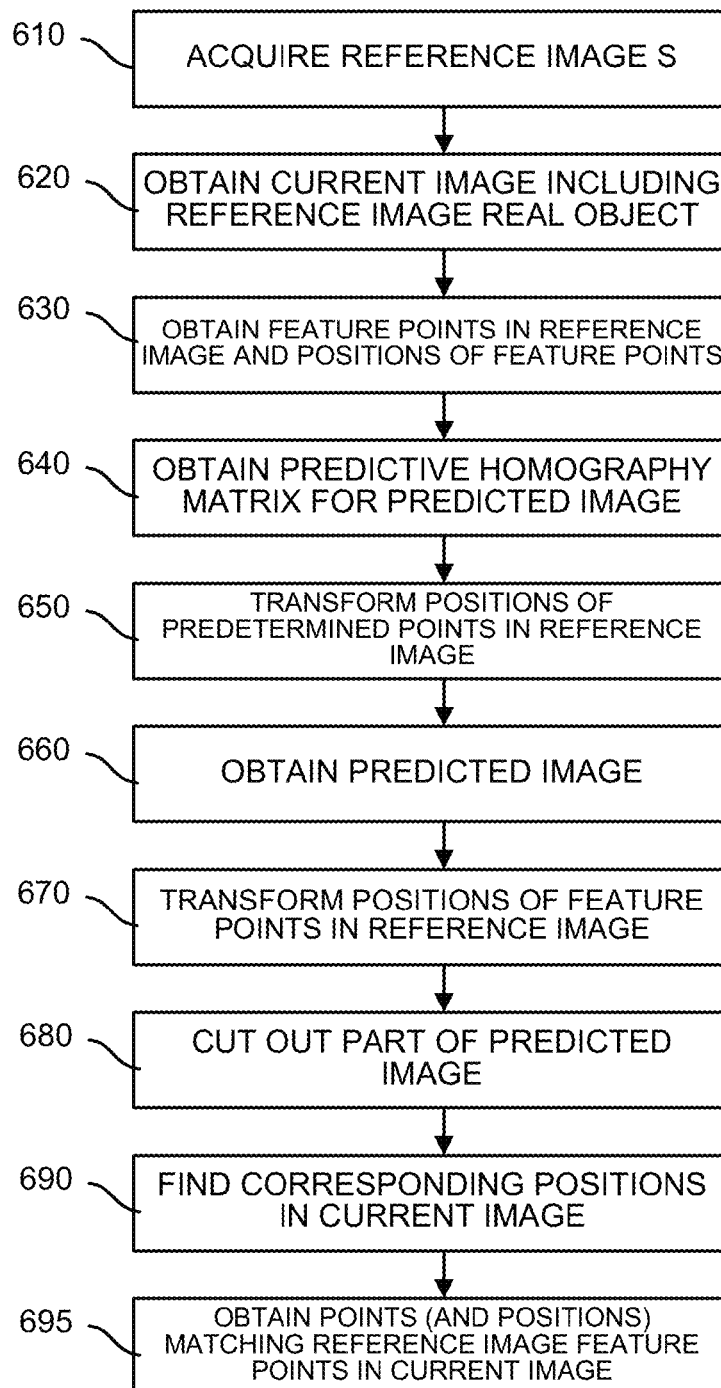 610
ACQUIRE REFERENCE IMAGE S
620
OBTAIN CURRENT IMAGE INCLUDING
REFERENCE IMAGE REAL OBJECT
630
OBTAIN FEATURE POINTS IN REFERENCE
IMAGE AND POSITIONS OF FEATURE POINTS
640
OBTAIN PREDICTIVE HOMOGRAPHY
MATRIX FOR PREDICTED IMAGE
650
TRANSFORM POSITIONS OF
PREDETERMINED POINTS IN REFERENCE
IMAGE
660
OBTAIN PREDICTED IMAGE
670
TRANSFORM POSITIONS OF FEATURE
POINTS IN REFERENCE IMAGE
680
CUT OUT PART OF PREDICTED
IMAGE
690
FIND CORRESPONDING POSITIONS
IN CURRENT IMAGE
695
OBTAIN POINTS (AND POSITIONS)
MATCHING REFERENCE IMAGE FEATURE
POINTS IN CURRENT IMAGE